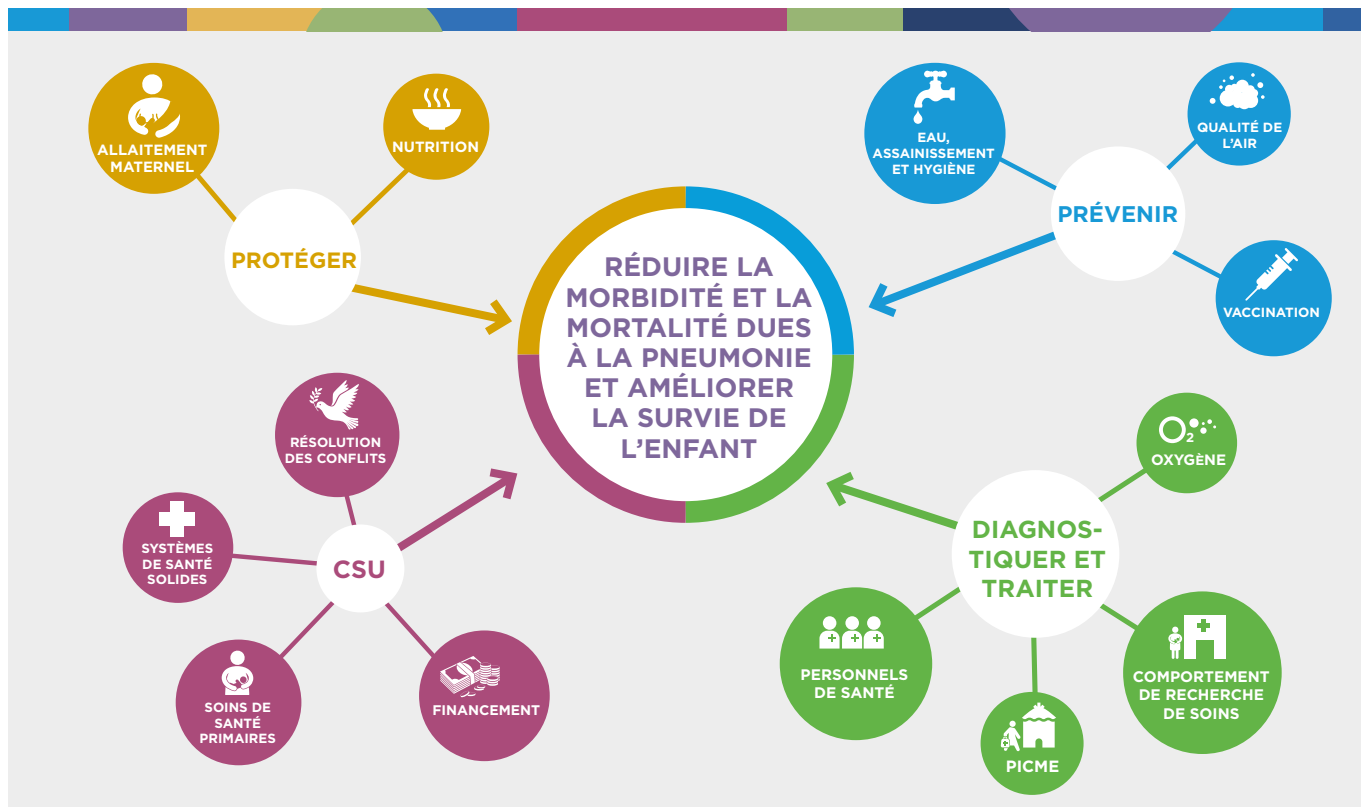 ALLAITEMENT
MATERNEL
NUTRITION
PROTÉGER
EAU,
ASSAINISSEMENT
ET HYGIÈNE
QUALITÉ DE
L'AIR
PRÉVENIR
VACCINATION
RÉDUIRE LA
MORBIDITÉ ET LA
MORTALITÉ DUES
À LA PNEUMONIE
ET AMÉLIORER
LA SURVIE DE
L'ENFANT
RÉSOLUTION
DES CONFLITS
SYSTÈMES
DE SANTÉ
SOLIDES
CSU
SOINS DE
SANTÉ
PRIMAIRES
FINANCEMENT
O2
OXYGÈNE
DIAGNOS-
TIQUER ET
TRAITER
PERSONNELS
DE SANTÉ
PICME
COMPORTEMENT
DE RECHERCHE
DE SOINS